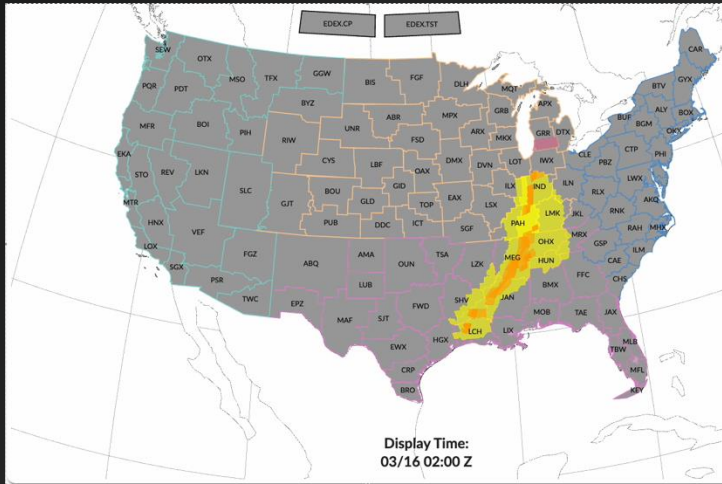 EDEX.CP EDEX.TST
SEW OTX MSO TFX GGW BIS FGF DLH MQT CAR
PQR PDT BYZ ABR MPX GRB APX BTV GYX
MFR BOI PIH RIW UNR FSD ARX MKX GRR DTX BUF BGM ALY BOX OKX
EKA STO REV LKN SLC CYS LBF OAX DMX DVN LOT IWX CLE PBZ CTP PHI
MTR HNX VEF GJT BOU GLD GID TOP EAX LSX ILX IND ILN RLX LWX AKQ
LOX PUB DDC ICT SGF PAH LMK JKL RNK RAH MHX
SGX PSR FGZ ABQ AMA OUN TSA LZK MEG OHX MRX GSP CAE ILM
TWC EPZ LUB HUN BMX FFC CHS
MAF SJT FWD SHV JAN MOB TAE JAX
EWX HGX LCH LIX TBW MLB
CRP MFL
BRO KEY
Display Time:
03/16 02:00 Z